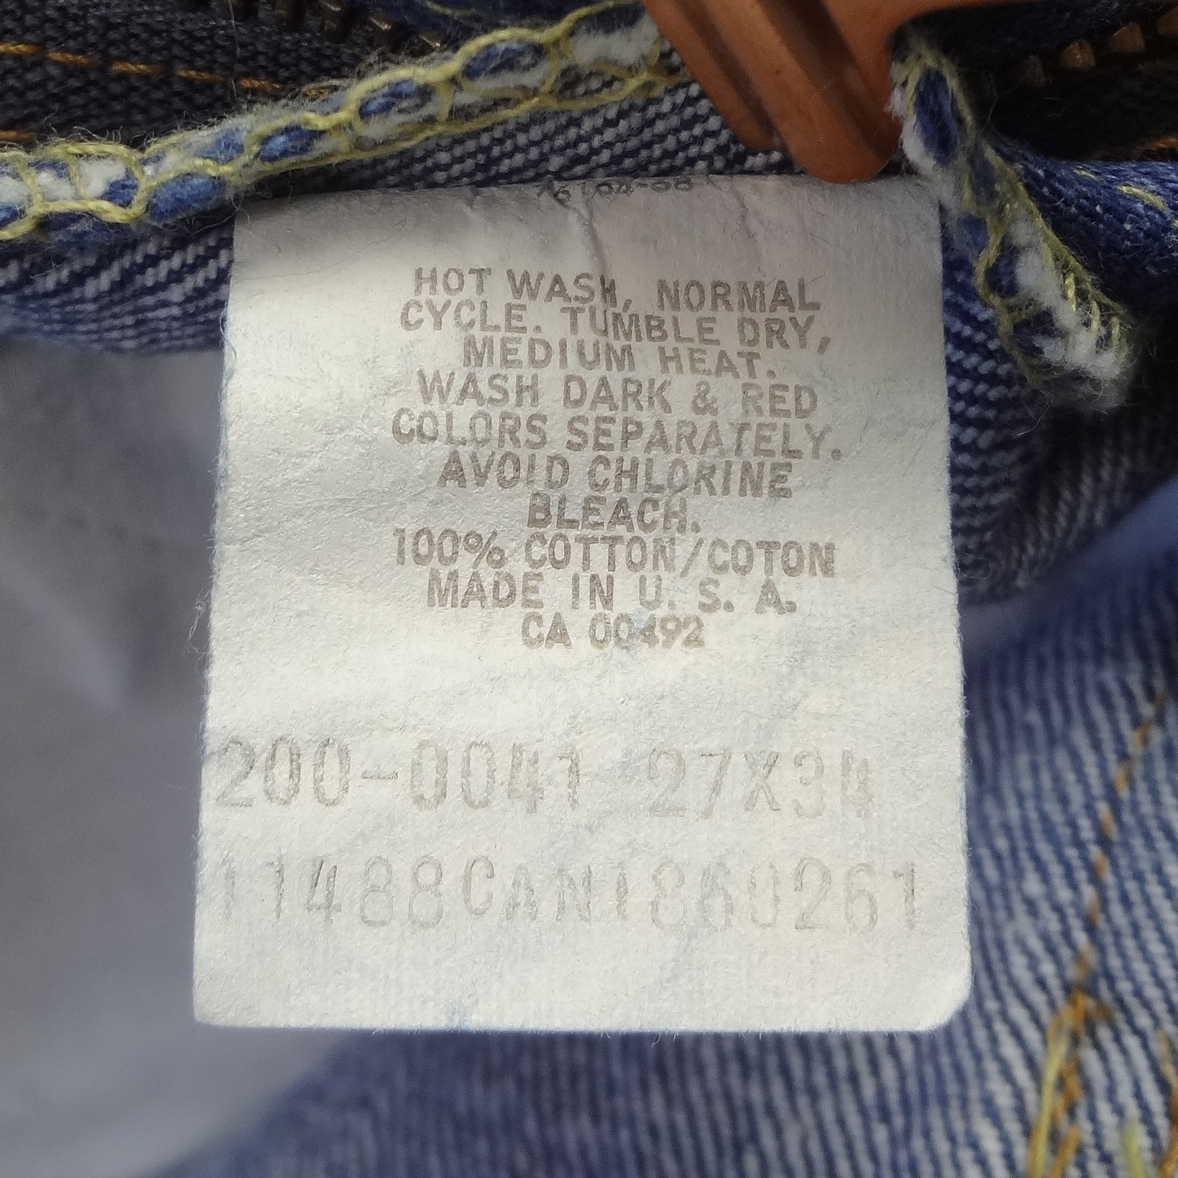 HOT WASH, NORMAL
CYCLE. TUMBLE DRY,
MEDIUM HEAT.
WASH DARK & RED
COLORS SEPARATELY.
AVOID CHLORINE
BLEACH.
100% COTTON/COTON
MADE IN U. S. A.
CA 00492
200-0041 27X34
11488CAN1860261